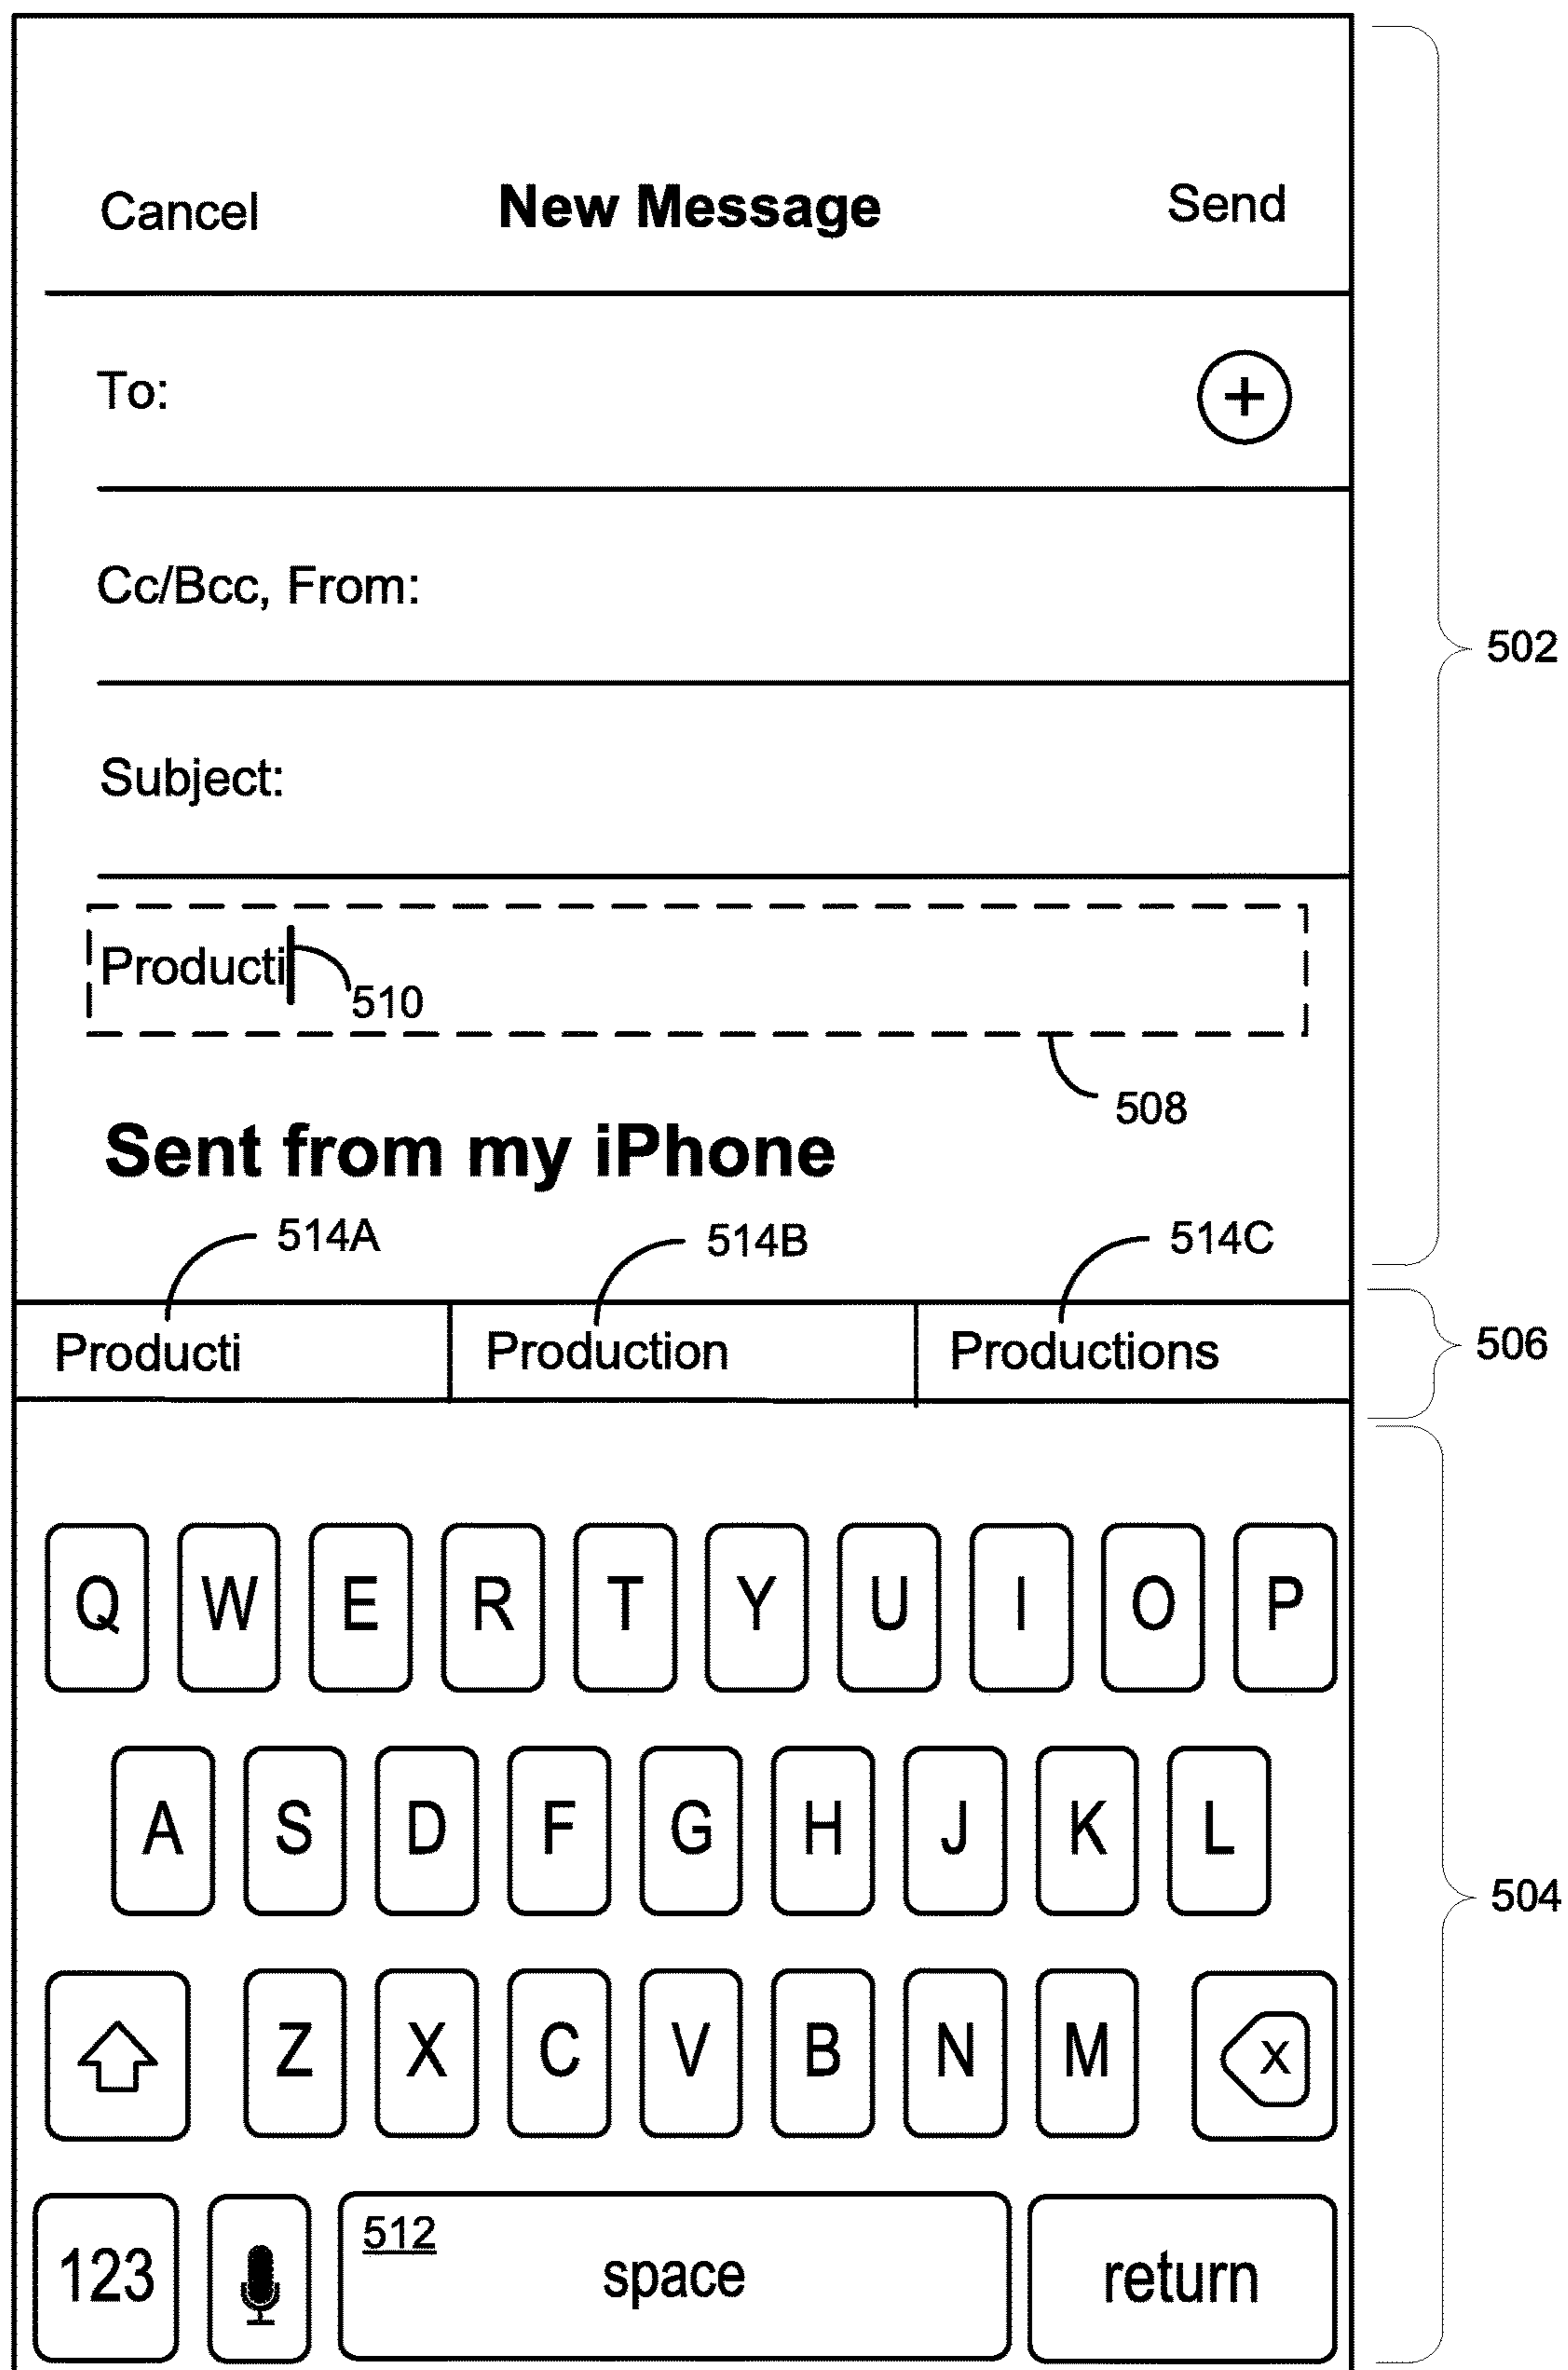 Cancel New Message Send
To: +
Cc/Bcc, From:
502
Subject:
Producti
510
508
Sent from my iPhone
514A 514B 514C
Producti Production Productions 506
Q W E R T Y U I O P
A S D F G H J K L
504
Z X C V B N M X
512
123 space return